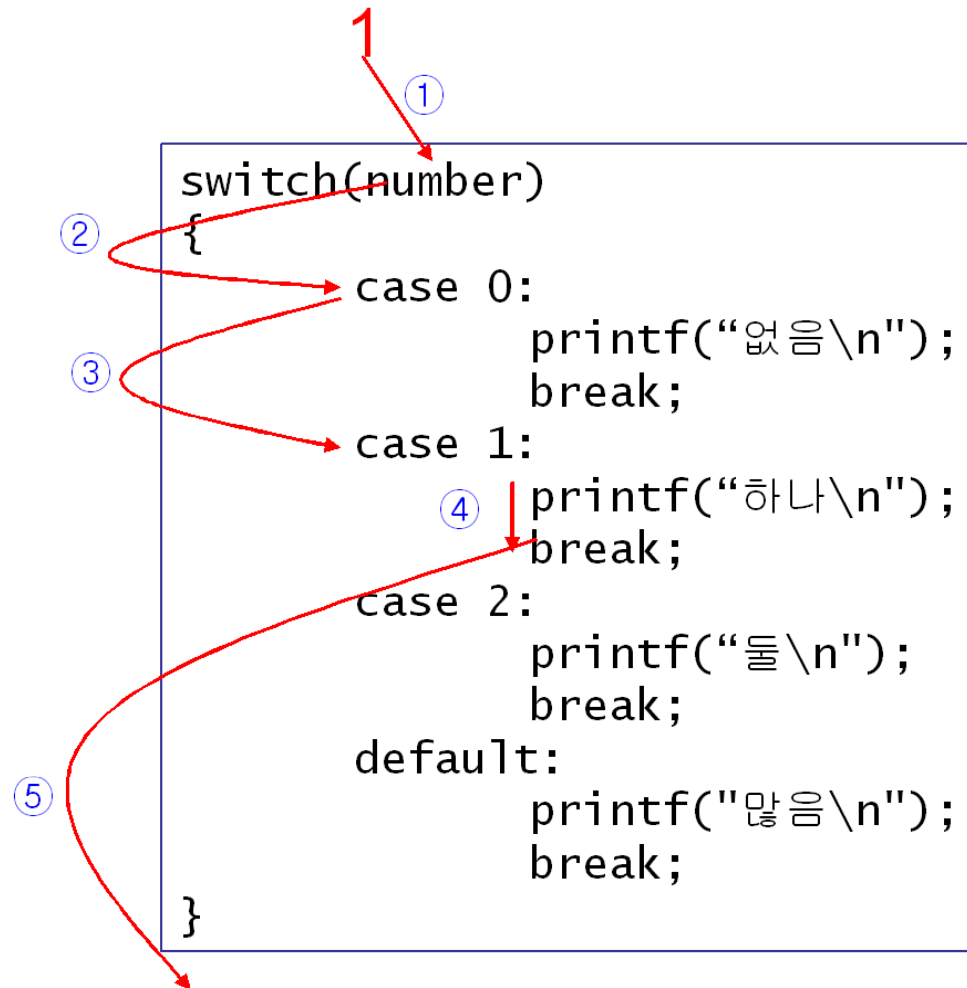 1
①
switch(number)
②
{
case 0:
printf(“없음\n");
③
break;
case 1:
④
printf(“하나\n");
break;
case 2:
printf(“둘\n");
break;
default:
⑤
printf("많음\n");
break;
}